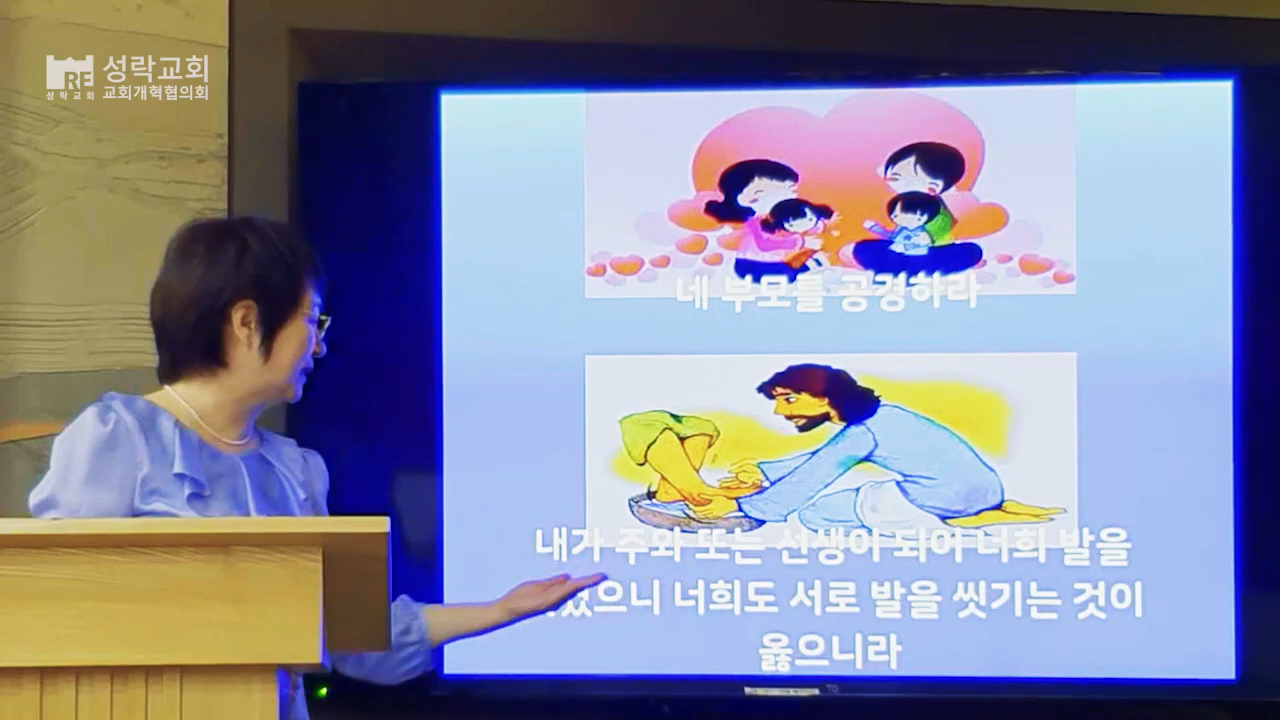 RE
성락교회
성락교회
교회개혁협의회
네 부모를 공경하라
내가 주와 또는 선생이 되어 너희 발을
으니 너희도 서로 발을 씻기는 것이
옳으니라